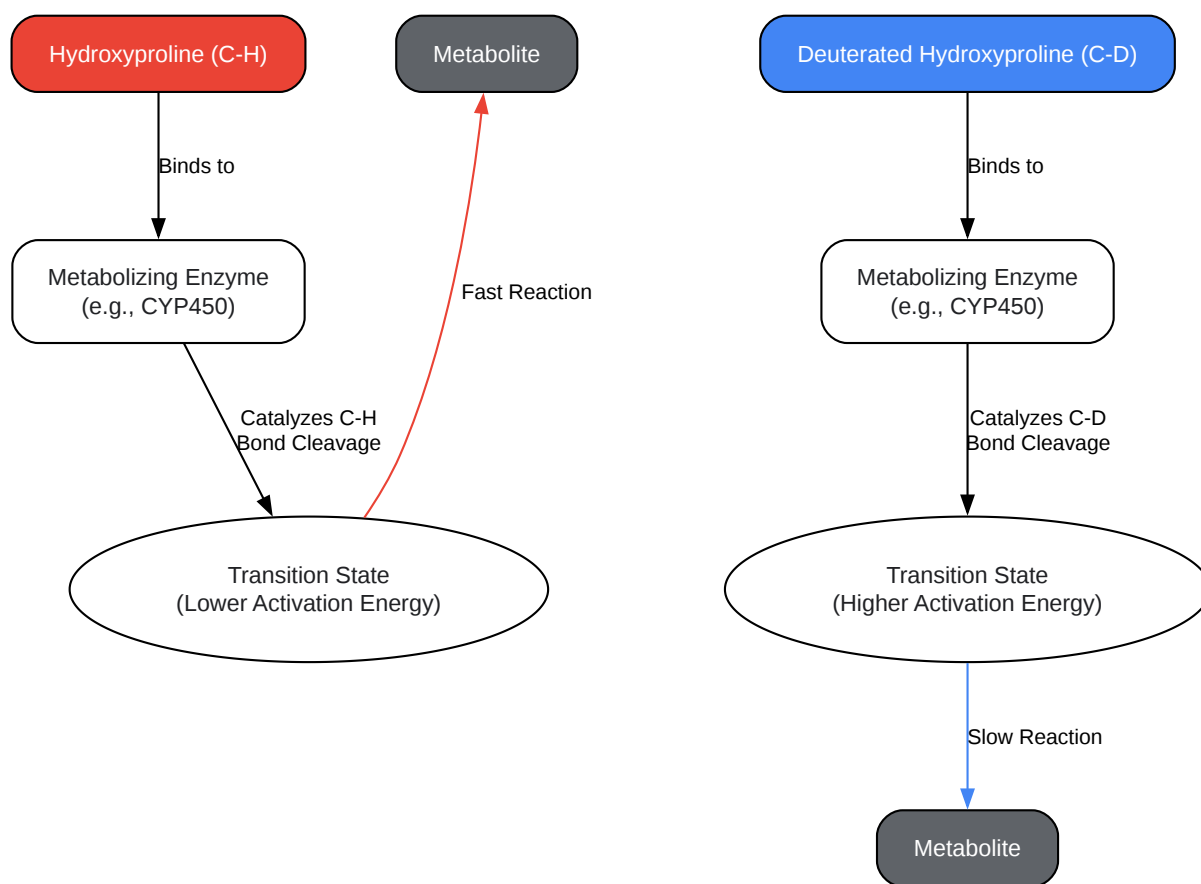 Hydroxyproline (C-H)
Metabolite
Deuterated Hydroxyproline (C-D)
Binds to
Binds to
Metabolizing Enzyme
(e.g., CYP450)
Fast Reaction
Metabolizing Enzyme
(e.g., CYP450)
Catalyzes C-H
Bond Cleavage
Catalyzes C-D
Bond Cleavage
Transition State
(Lower Activation Energy)
Transition State
(Higher Activation Energy)
Slow Reaction
Metabolite